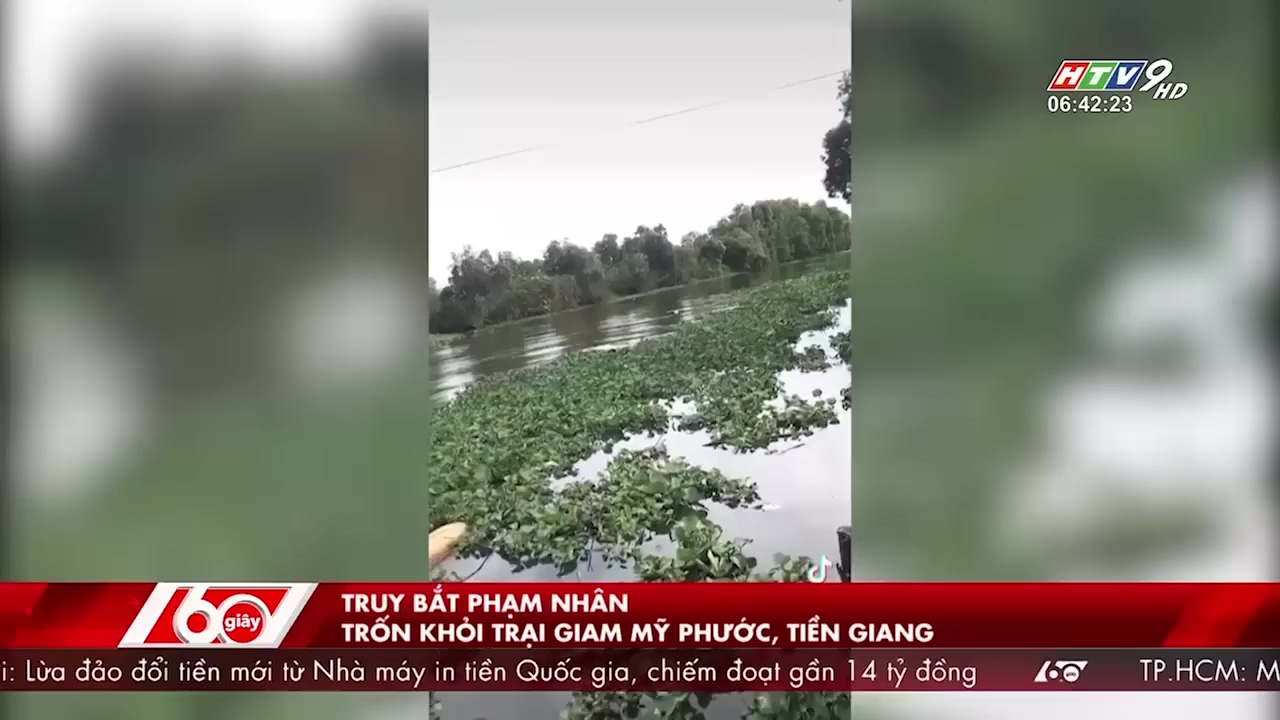 HTV9 HD
06:42:23
60 giây
TRUY BẮT PHẠM NHÂN
TRỐN KHỎI TRẠI GIAM MỸ PHƯỚC, TIỀN GIANG
i: Lừa đảo đổi tiền mới từ Nhà máy in tiền Quốc gia, chiếm đoạt gần 14 tỷ đồng
60 giây
TP.HCM: M